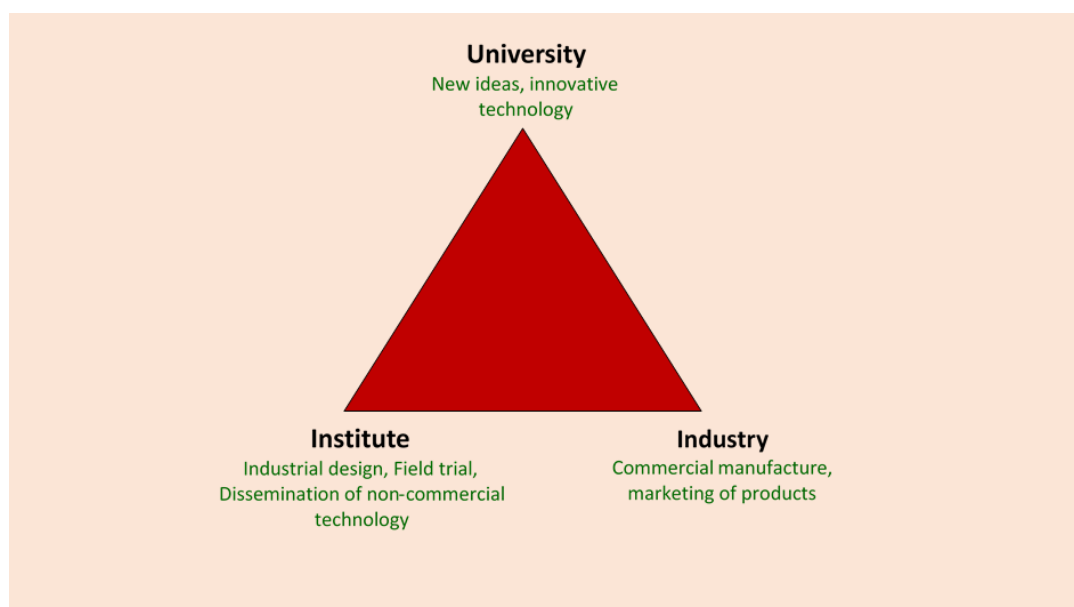 University
New ideas, innovative
technology
Institute
Industrial design, Field trial,
Dissemination of non-commercial
technology
Industry
Commercial manufacture,
marketing of products